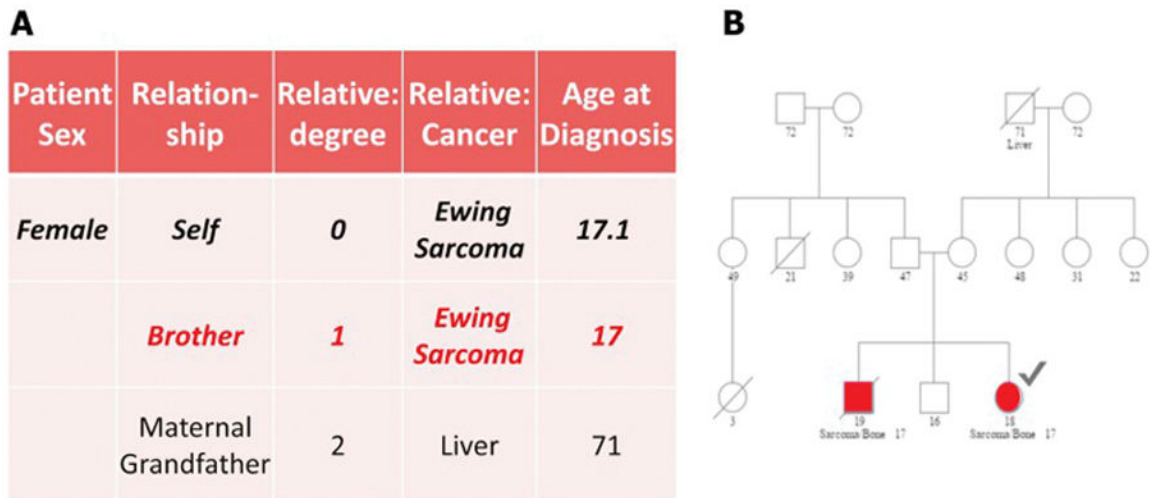 A
B
Patient Sex Relation-ship Relative: degree Relative: Cancer Age at Diagnosis
Female Self 0 Ewing Sarcoma 17.1
Brother 1 Ewing Sarcoma 17
Maternal Grandfather 2 Liver 71
72 72 71 72
Liver
49 21 39 47 45 48 31 22
3 19 16 18
Sarcoma/Bone 17 Sarcoma/Bone 17